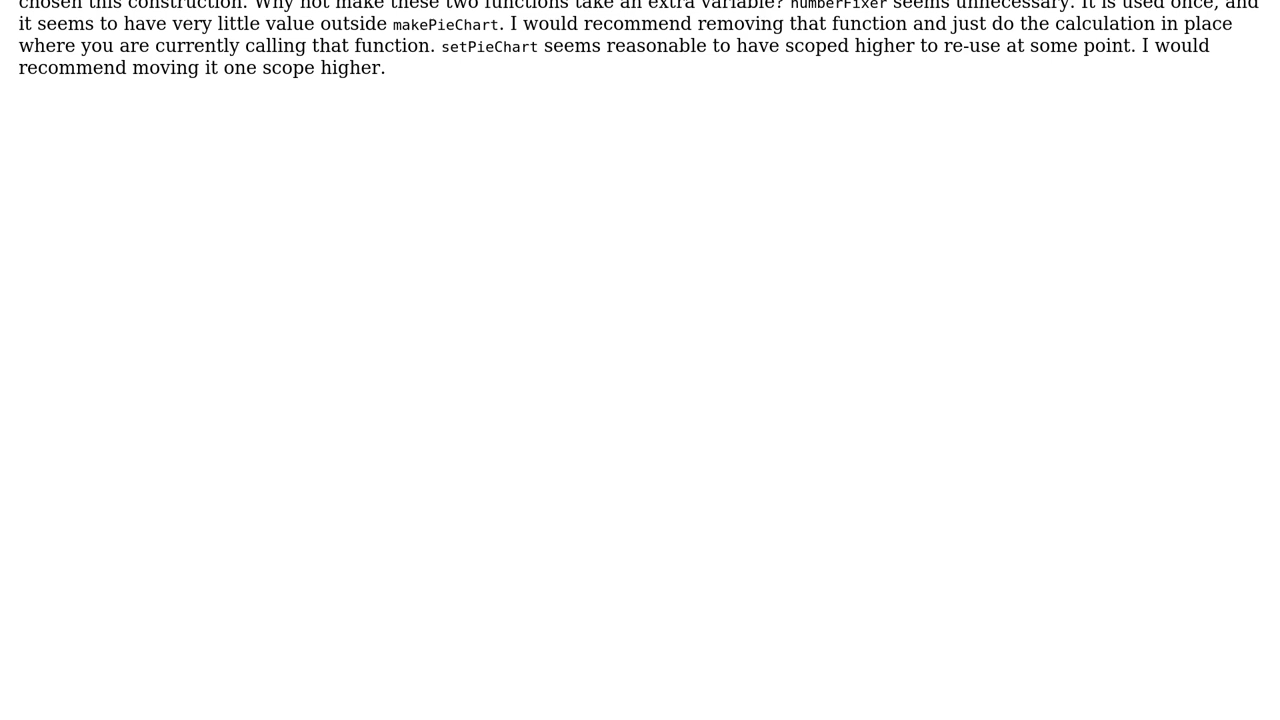 chosen this construction. Why not make these two functions take an extra variable? numberFixer seems unnecessary. It is used once, and
it seems to have very little value outside makePieChart. I would recommend removing that function and just do the calculation in place
where you are currently calling that function. setPieChart seems reasonable to have scoped higher to re-use at some point. I would
recommend moving it one scope higher.